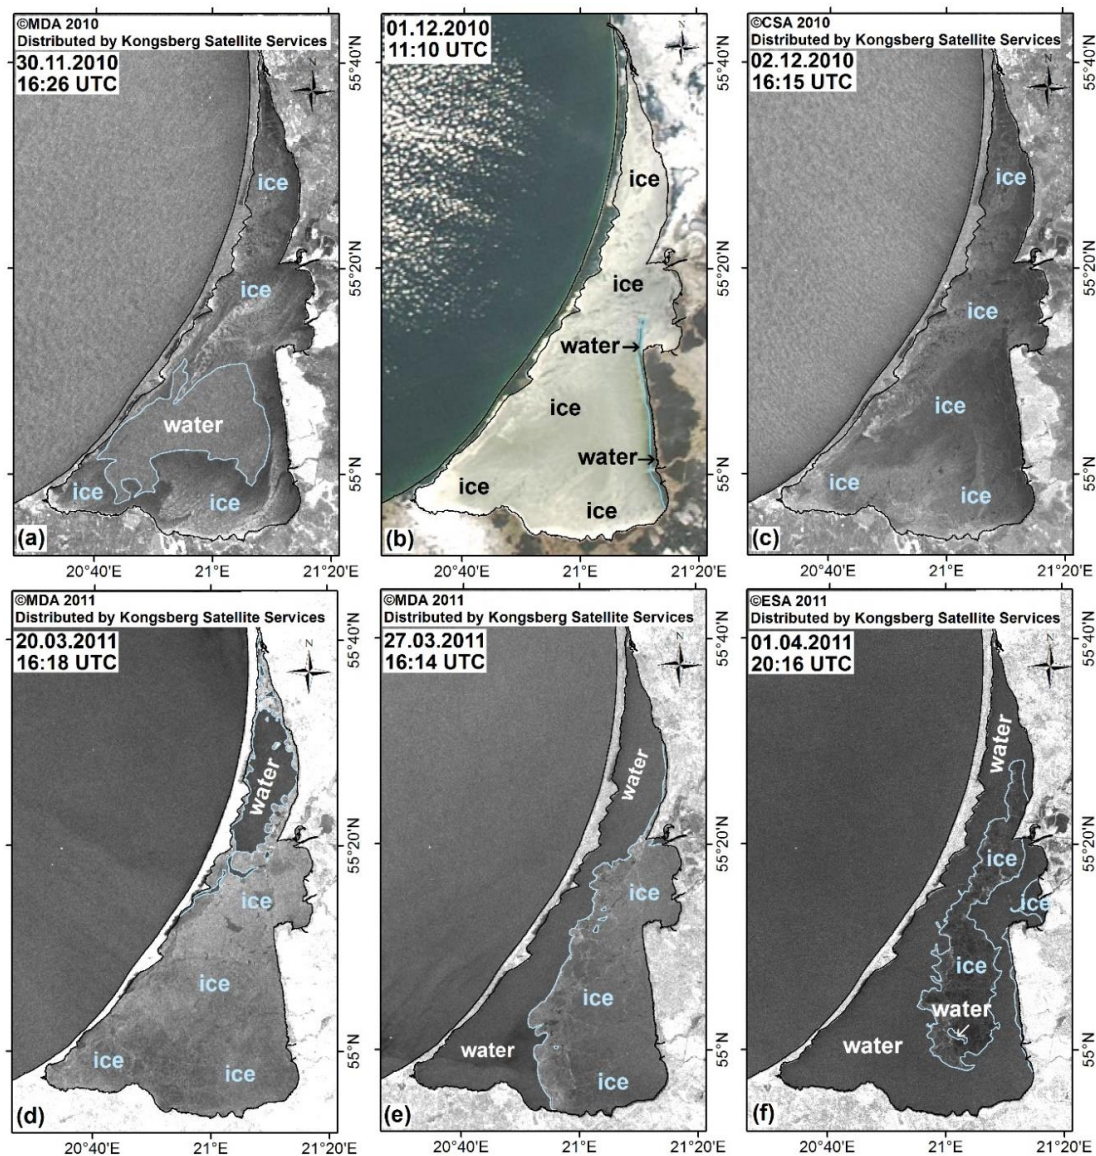 ©MDA 2010
Distributed by Kongsberg Satellite Services
30.11.2010
16:26 UTC
N
ice
ice
water
ice
ice
(a)
55°40'N
55°20'N
55°N
20°40'E
21°E
21°20'E
01.12.2010
11:10 UTC
N
ice
ice
water
ice
water
ice
ice
(b)
55°40'N
55°20'N
55°N
20°40'E
21°E
21°20'E
©CSA 2010
Distributed by Kongsberg Satellite Services
02.12.2010
16:15 UTC
N
ice
ice
ice
ice
ice
(c)
55°40'N
55°20'N
55°N
20°40'E
21°E
21°20'E
©MDA 2011
Distributed by Kongsberg Satellite Services
20.03.2011
16:18 UTC
N
water
ice
ice
ice
ice
(d)
55°40'N
55°20'N
55°N
20°40'E
21°E
21°20'E
©MDA 2011
Distributed by Kongsberg Satellite Services
27.03.2011
16:14 UTC
N
water
ice
ice
water
ice
(e)
55°40'N
55°20'N
55°N
20°40'E
21°E
21°20'E
©ESA 2011
Distributed by Kongsberg Satellite Services
01.04.2011
20:16 UTC
N
water
ice
ice
ice
water
water
(f)
55°40'N
55°20'N
55°N
20°40'E
21°E
21°20'E